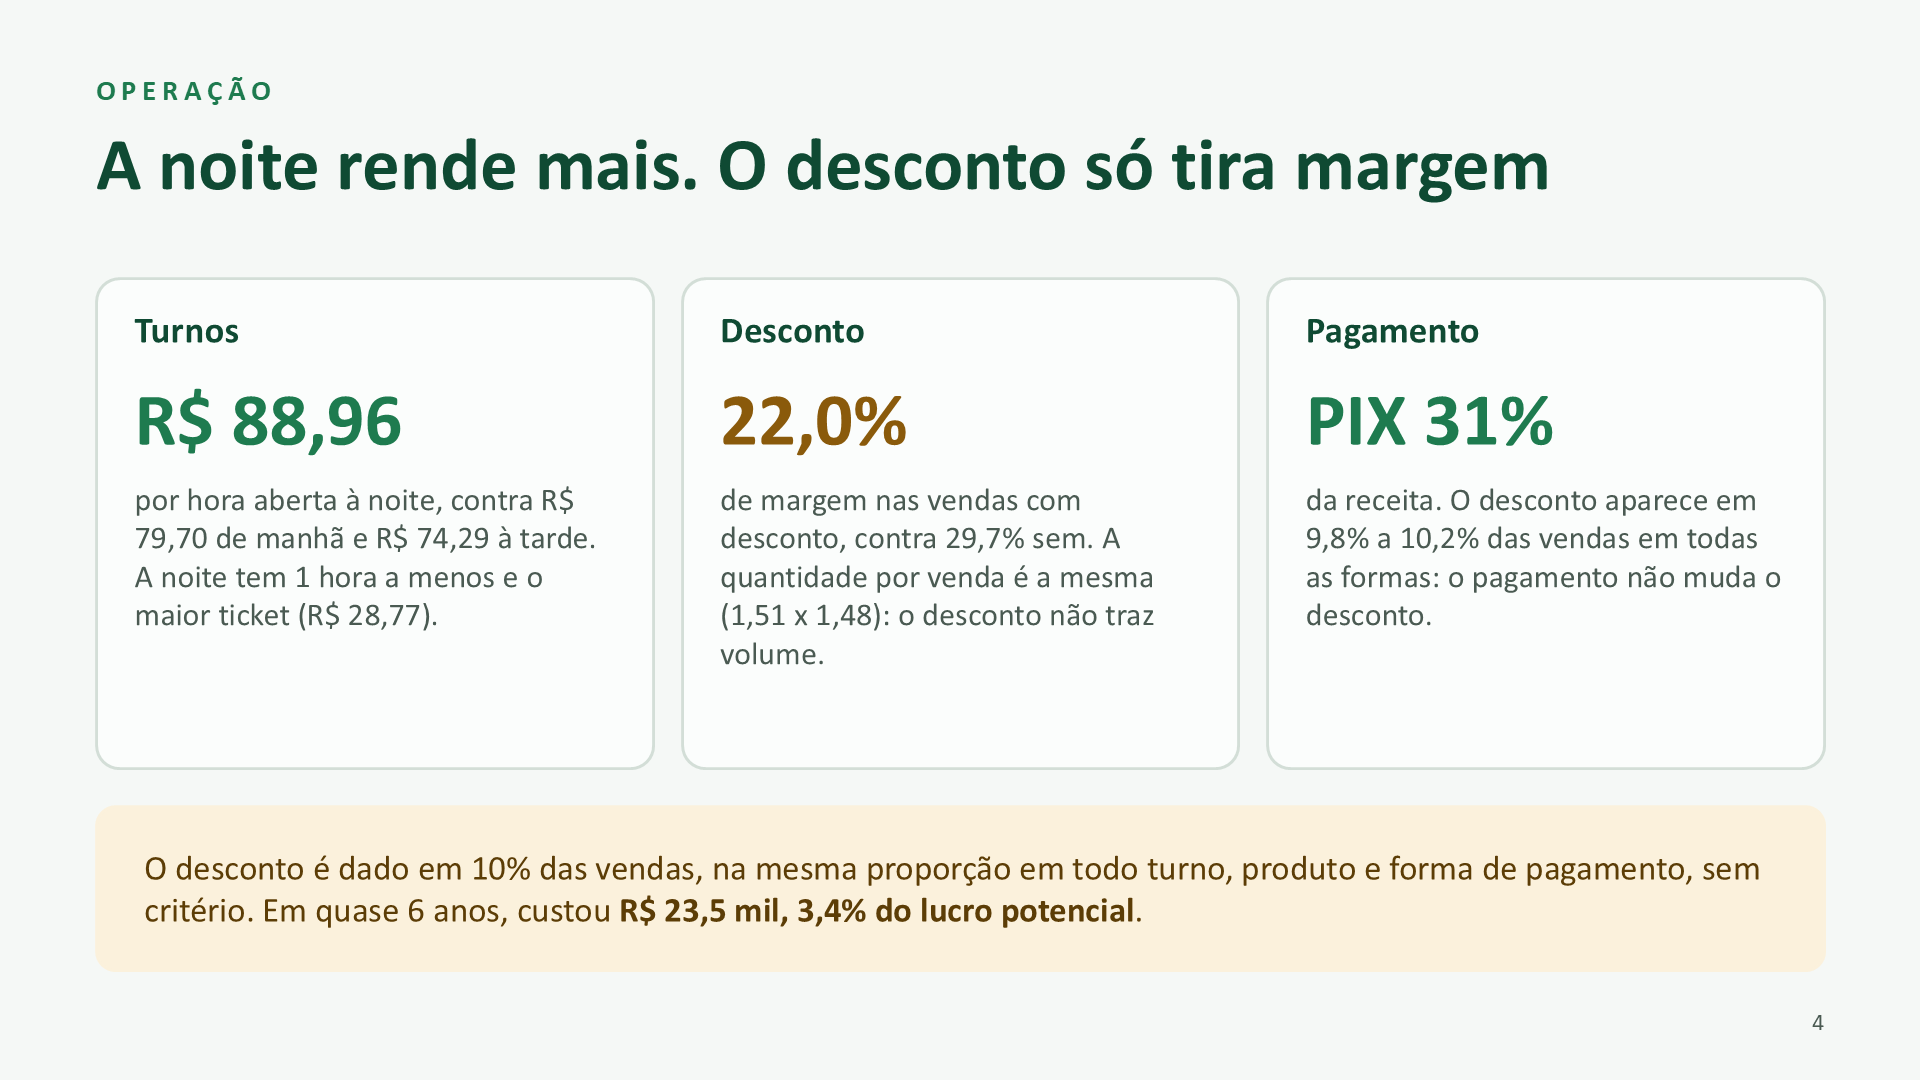 OPERAÇÃO
A noite rende mais. O desconto só tira margem
Turnos
R$ 88,96
por hora aberta à noite, contra R$
79,70 de manhã e R$ 74,29 à tarde.
A noite tem 1 hora a menos e o
maior ticket (R$ 28,77).
Desconto
22,0%
de margem nas vendas com
desconto, contra 29,7% sem. A
quantidade por venda é a mesma
(1,51 x 1,48): o desconto não traz
volume.
Pagamento
PIX 31%
da receita. O desconto aparece em
9,8% a 10,2% das vendas em todas
as formas: o pagamento não muda o
desconto.
O desconto é dado em 10% das vendas, na mesma proporção em todo turno, produto e forma de pagamento, sem
critério. Em quase 6 anos, custou R$ 23,5 mil, 3,4% do lucro potencial.
4